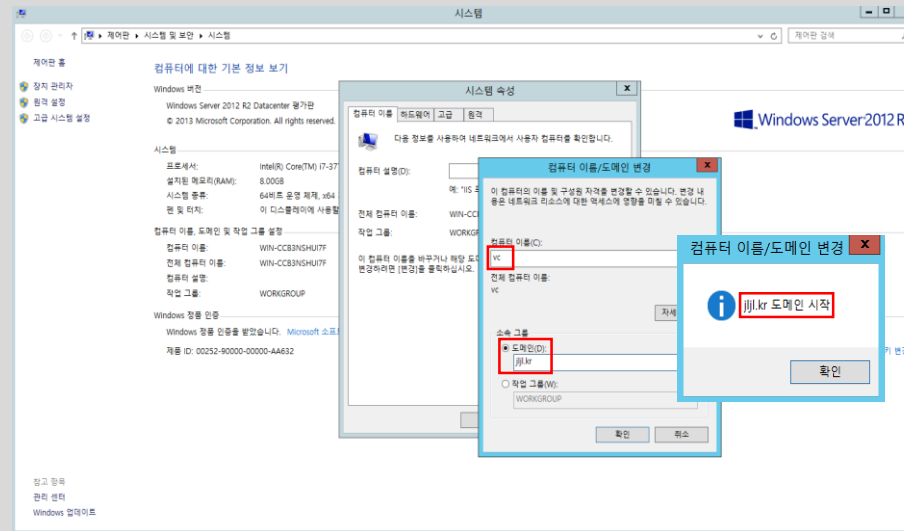 시스템
제어판 ▸ 시스템 및 보안 ▸ 시스템
제어판 검색
제어판 홈
장치 관리자
원격 설정
고급 시스템 설정
컴퓨터에 대한 기본 정보 보기
Windows 버전
Windows Server 2012 R2 Datacenter 평가판
© 2013 Microsoft Corporation. All rights reserved.
Windows Server 2012 R
시스템
프로세서: Intel(R) Core(TM) i7-37
설치된 메모리(RAM): 8.00GB
시스템 종류: 64비트 운영 체제, x64
펜 및 터치: 이 디스플레이에 사용할
컴퓨터 이름, 도메인 및 작업 그룹 설정
컴퓨터 이름: WIN-CCB3NSHUI7F
전체 컴퓨터 이름: WIN-CCB3NSHUI7F
컴퓨터 설명:
작업 그룹: WORKGROUP
Windows 정품 인증
Windows 정품 인증을 받았습니다. Microsoft 소프
제품 ID: 00252-90000-00000-AA632
키 변경
참고 항목
관리 센터
Windows 업데이트
시스템 속성
컴퓨터 이름 하드웨어 고급 원격
다음 정보를 사용하여 네트워크에서 사용자 컴퓨터를 확인합니다.
컴퓨터 설명(D):
예: "IIS
전체 컴퓨터 이름: WIN-CC
작업 그룹: WORKG
이 컴퓨터의 이름을 바꾸거나 해당 도
변경하려면 [변경]을 클릭하십시오.
컴퓨터 이름/도메인 변경
이 컴퓨터의 이름 및 구성원 자격을 변경할 수 있습니다. 변경 내
용은 네트워크 리소스에 대한 액세스에 영향을 미칠 수 있습니다.
컴퓨터 이름(C):
vc
전체 컴퓨터 이름:
vc
자세
소속 그룹
도메인(D):
jljl.kr
작업 그룹(W):
WORKGROUP
확인 취소
컴퓨터 이름/도메인 변경
jljl.kr 도메인 시작
확인